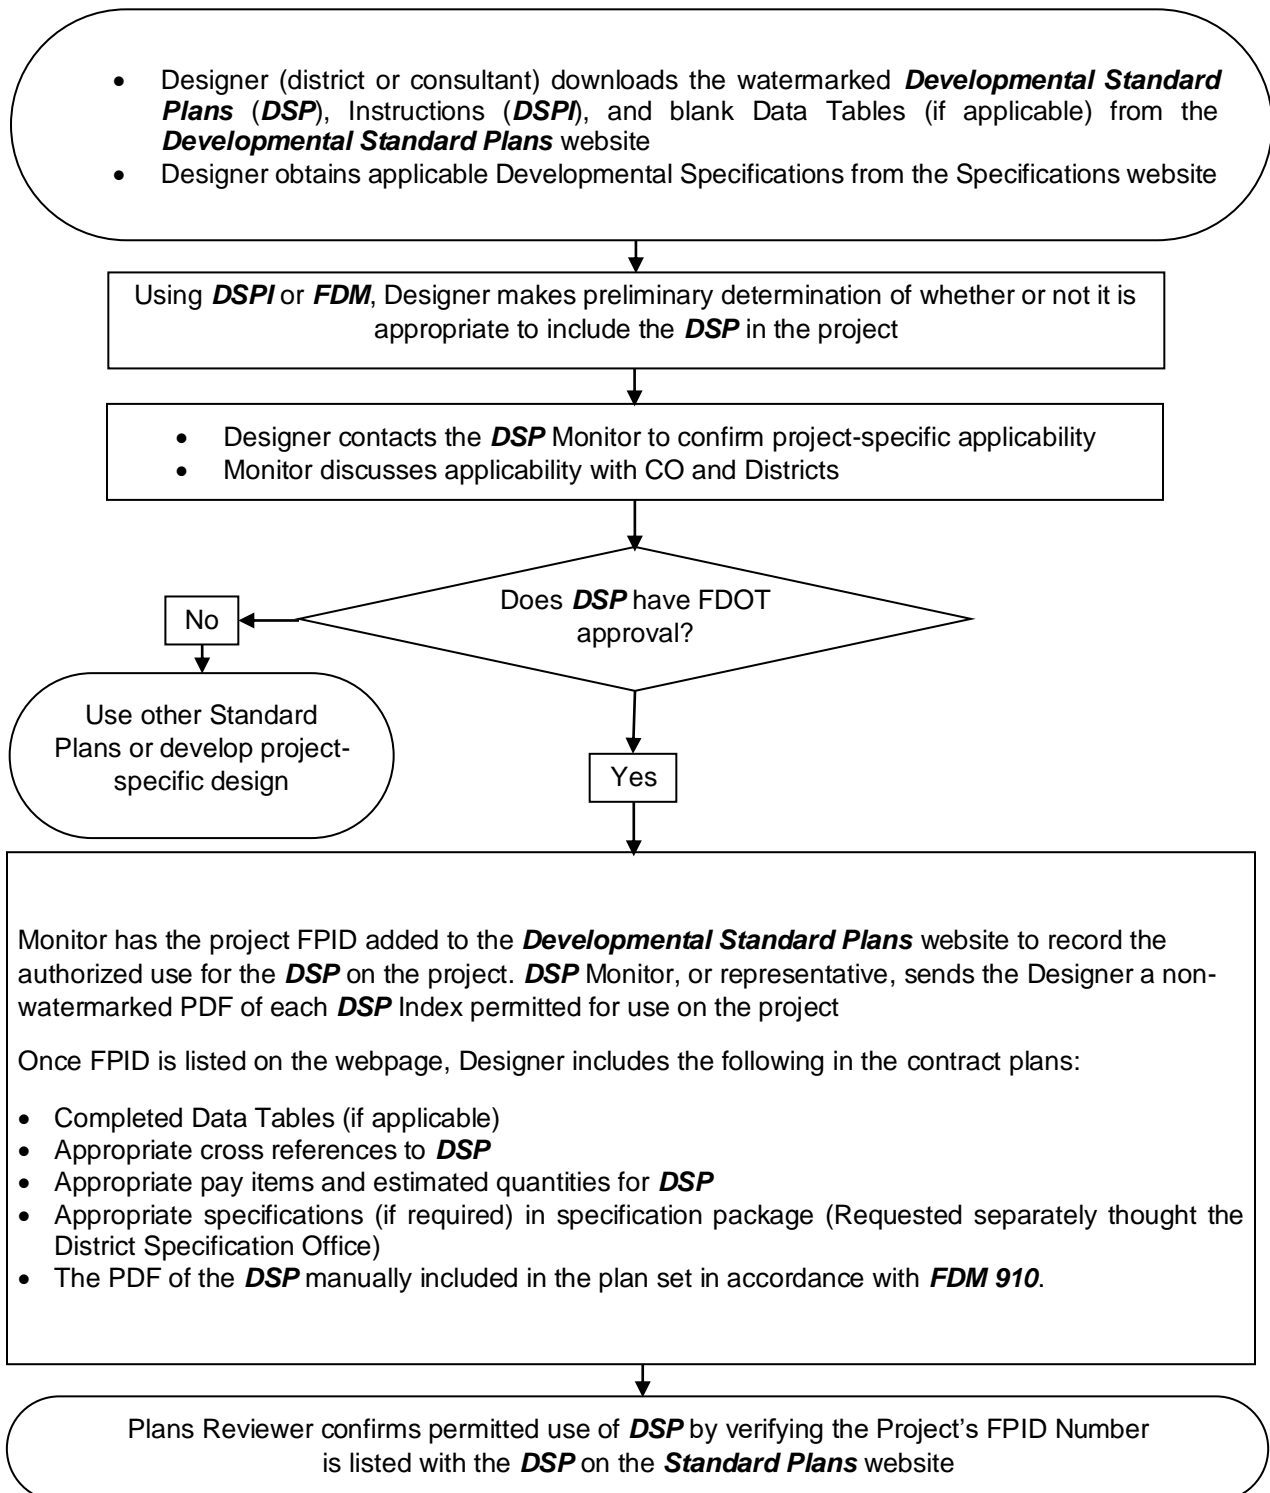 • Designer (district or consultant) downloads the watermarked Developmental Standard
Plans (DSP), Instructions (DSPI), and blank Data Tables (if applicable) from the
Developmental Standard Plans website
• Designer obtains applicable Developmental Specifications from the Specifications website
Using DSPI or FDM, Designer makes preliminary determination of whether or not it is
appropriate to include the DSP in the project
• Designer contacts the DSP Monitor to confirm project-specific applicability
• Monitor discusses applicability with CO and Districts
Does DSP have FDOT
approval?
No
Use other Standard
Plans or develop project-
specific design
Yes
Monitor has the project FPID added to the Developmental Standard Plans website to record the
authorized use for the DSP on the project. DSP Monitor, or representative, sends the Designer a non-
watermarked PDF of each DSP Index permitted for use on the project
Once FPID is listed on the webpage, Designer includes the following in the contract plans:
• Completed Data Tables (if applicable)
• Appropriate cross references to DSP
• Appropriate pay items and estimated quantities for DSP
• Appropriate specifications (if required) in specification package (Requested separately thought the
District Specification Office)
• The PDF of the DSP manually included in the plan set in accordance with FDM 910.
Plans Reviewer confirms permitted use of DSP by verifying the Project's FPID Number
is listed with the DSP on the Standard Plans website